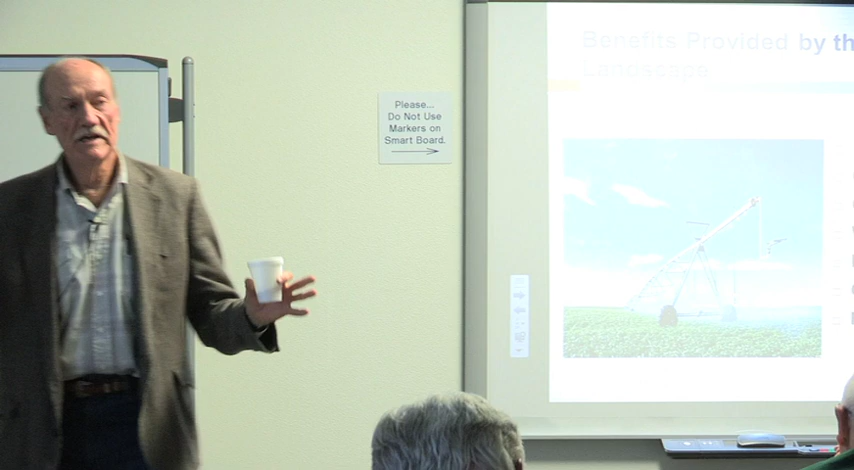 Please...
Do Not Use
Markers on
Smart Board.
Benefits Provided by th
Landscape